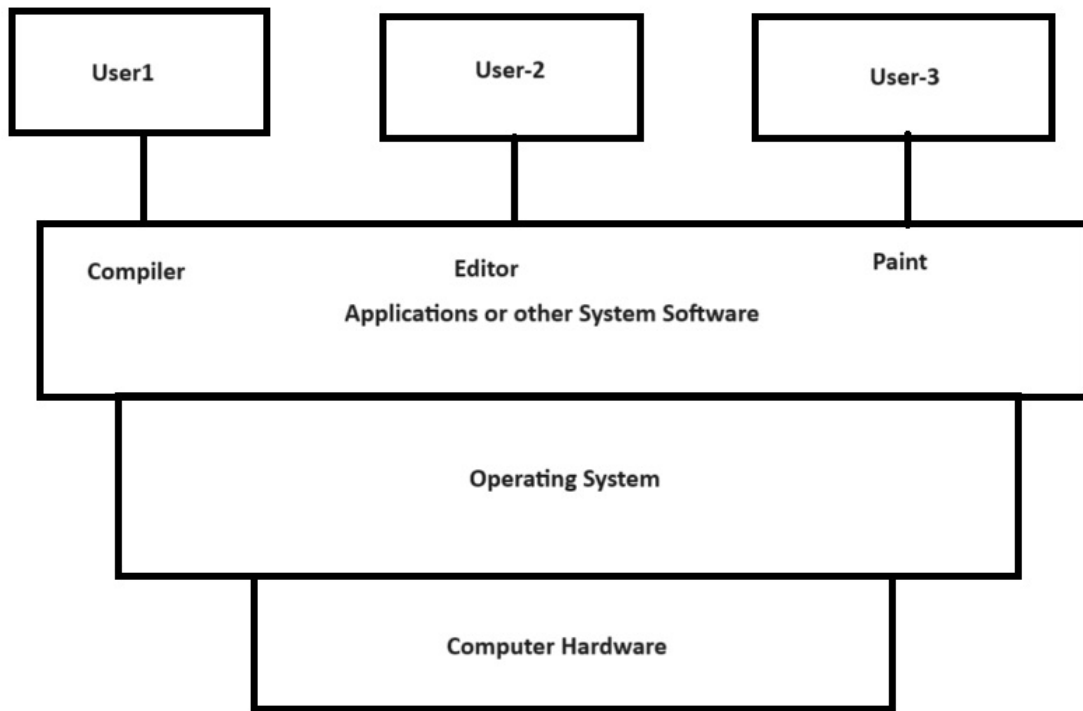 User1
User-2
User-3
Compiler
Editor
Paint
Applications or other System Software
Operating System
Computer Hardware